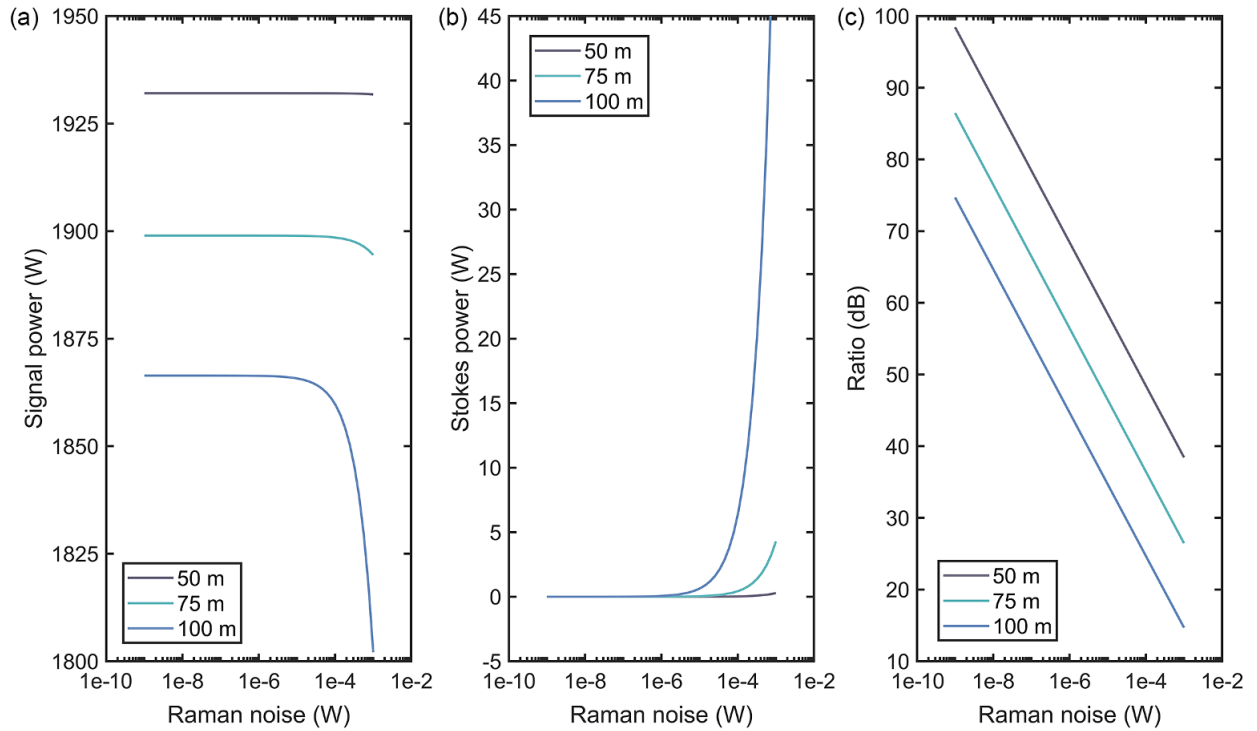 (a)
1950
1925
1900
1875
1850
1825
1800
Signal power (W)
50 m
75 m
100 m
1e-10 1e-8 1e-6 1e-4 1e-2
Raman noise (W)
(b)
45
40
35
30
25
20
15
10
5
0
-5
Stokes power (W)
50 m
75 m
100 m
1e-10 1e-8 1e-6 1e-4 1e-2
Raman noise (W)
(c)
100
90
80
70
60
50
40
30
20
10
Ratio (dB)
50 m
75 m
100 m
1e-10 1e-8 1e-6 1e-4 1e-2
Raman noise (W)